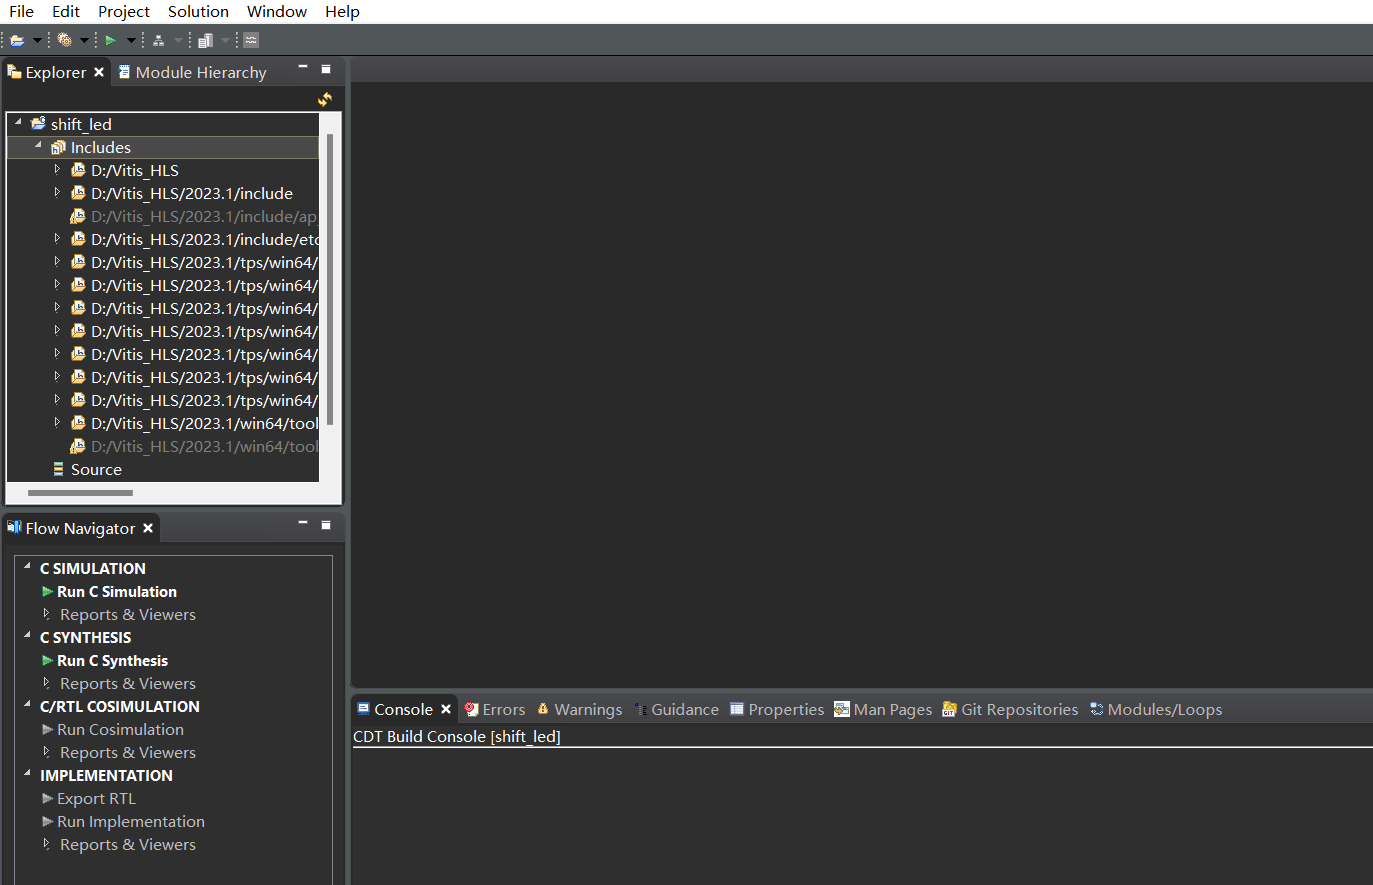 File Edit Project Solution Window Help
Explorer Module Hierarchy
shift_led
Includes
D:/Vitis_HLS
D:/Vitis_HLS/2023.1/include
D:/Vitis_HLS/2023.1/include/ap_
D:/Vitis_HLS/2023.1/include/etc
D:/Vitis_HLS/2023.1/tps/win64/
D:/Vitis_HLS/2023.1/tps/win64/
D:/Vitis_HLS/2023.1/tps/win64/
D:/Vitis_HLS/2023.1/tps/win64/
D:/Vitis_HLS/2023.1/tps/win64/
D:/Vitis_HLS/2023.1/tps/win64/
D:/Vitis_HLS/2023.1/tps/win64/
D:/Vitis_HLS/2023.1/win64/tool
D:/Vitis_HLS/2023.1/win64/tool
Source
Flow Navigator
C SIMULATION
Run C Simulation
Reports & Viewers
C SYNTHESIS
Run C Synthesis
Reports & Viewers
C/RTL COSIMULATION
Run Cosimulation
Reports & Viewers
IMPLEMENTATION
Export RTL
Run Implementation
Reports & Viewers
Console Errors Warnings Guidance Properties Man Pages Git Repositories Modules/Loops
CDT Build Console [shift_led]